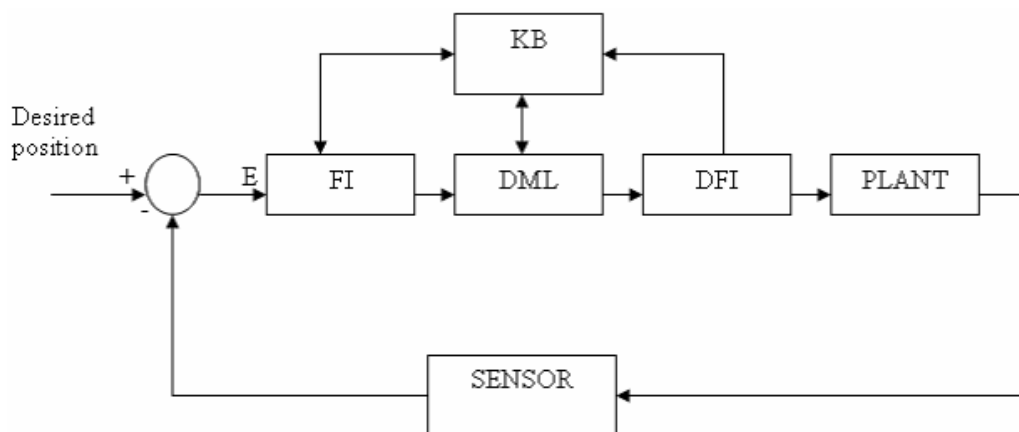 KB
Desired
position
+
-
E
FI
DML
DFI
PLANT
SENSOR